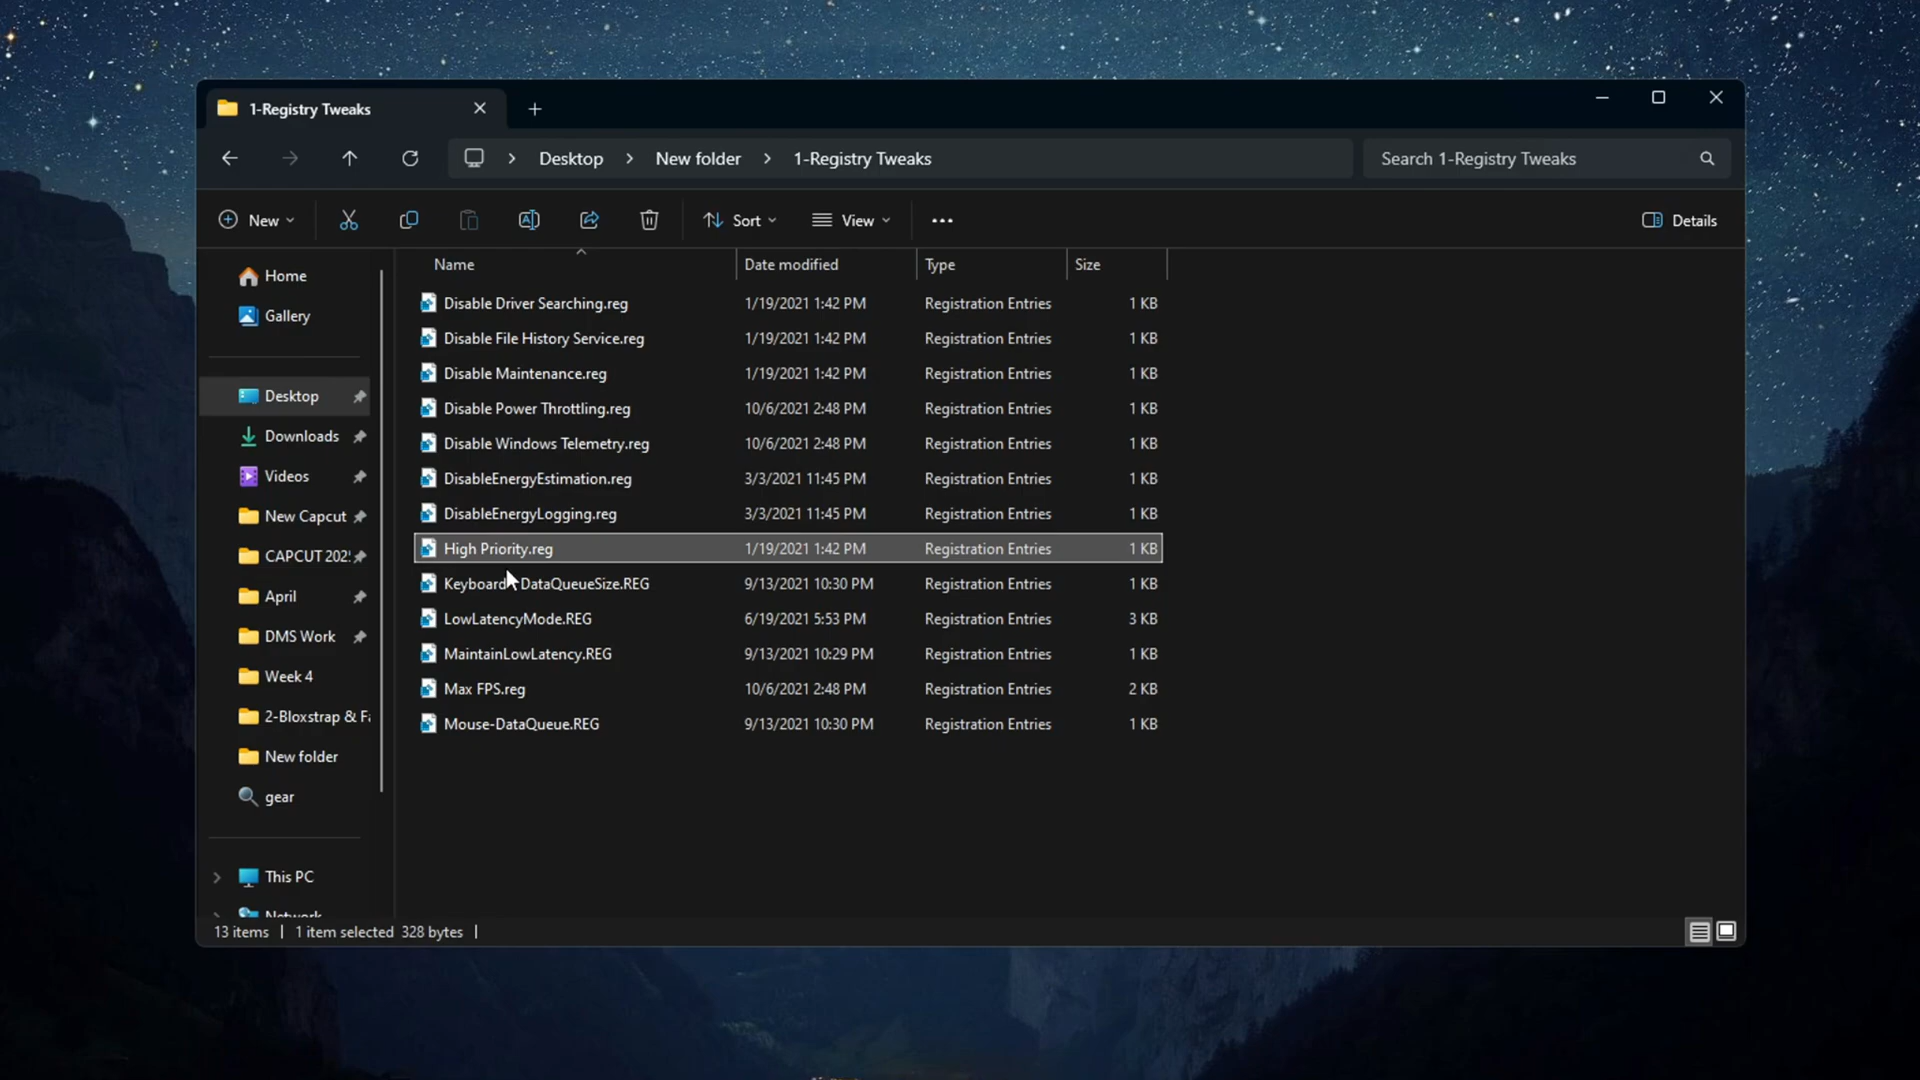 1-Registry Tweaks
Desktop > New folder > 1-Registry Tweaks
Search 1-Registry Tweaks
New
Sort
View
Details
Name Date modified Type Size
Home
Gallery
Desktop
Downloads
Videos
New Capcut
CAPCUT 202
April
DMS Work
Week 4
2-Bloxstrap & Fa
New folder
gear
This PC
Network
Disable Driver Searching.reg 1/19/2021 1:42 PM Registration Entries 1 KB
Disable File History Service.reg 1/19/2021 1:42 PM Registration Entries 1 KB
Disable Maintenance.reg 1/19/2021 1:42 PM Registration Entries 1 KB
Disable Power Throttling.reg 10/6/2021 2:48 PM Registration Entries 1 KB
Disable Windows Telemetry.reg 10/6/2021 2:48 PM Registration Entries 1 KB
DisableEnergyEstimation.reg 3/3/2021 11:45 PM Registration Entries 1 KB
DisableEnergyLogging.reg 3/3/2021 11:45 PM Registration Entries 1 KB
High Priority.reg 1/19/2021 1:42 PM Registration Entries 1 KB
Keyboard DataQueueSize.REG 9/13/2021 10:30 PM Registration Entries 1 KB
LowLatencyMode.REG 6/19/2021 5:53 PM Registration Entries 3 KB
MaintainLowLatency.REG 9/13/2021 10:29 PM Registration Entries 1 KB
Max FPS.reg 10/6/2021 2:48 PM Registration Entries 2 KB
Mouse-DataQueue.REG 9/13/2021 10:30 PM Registration Entries 1 KB
13 items | 1 item selected 328 bytes |